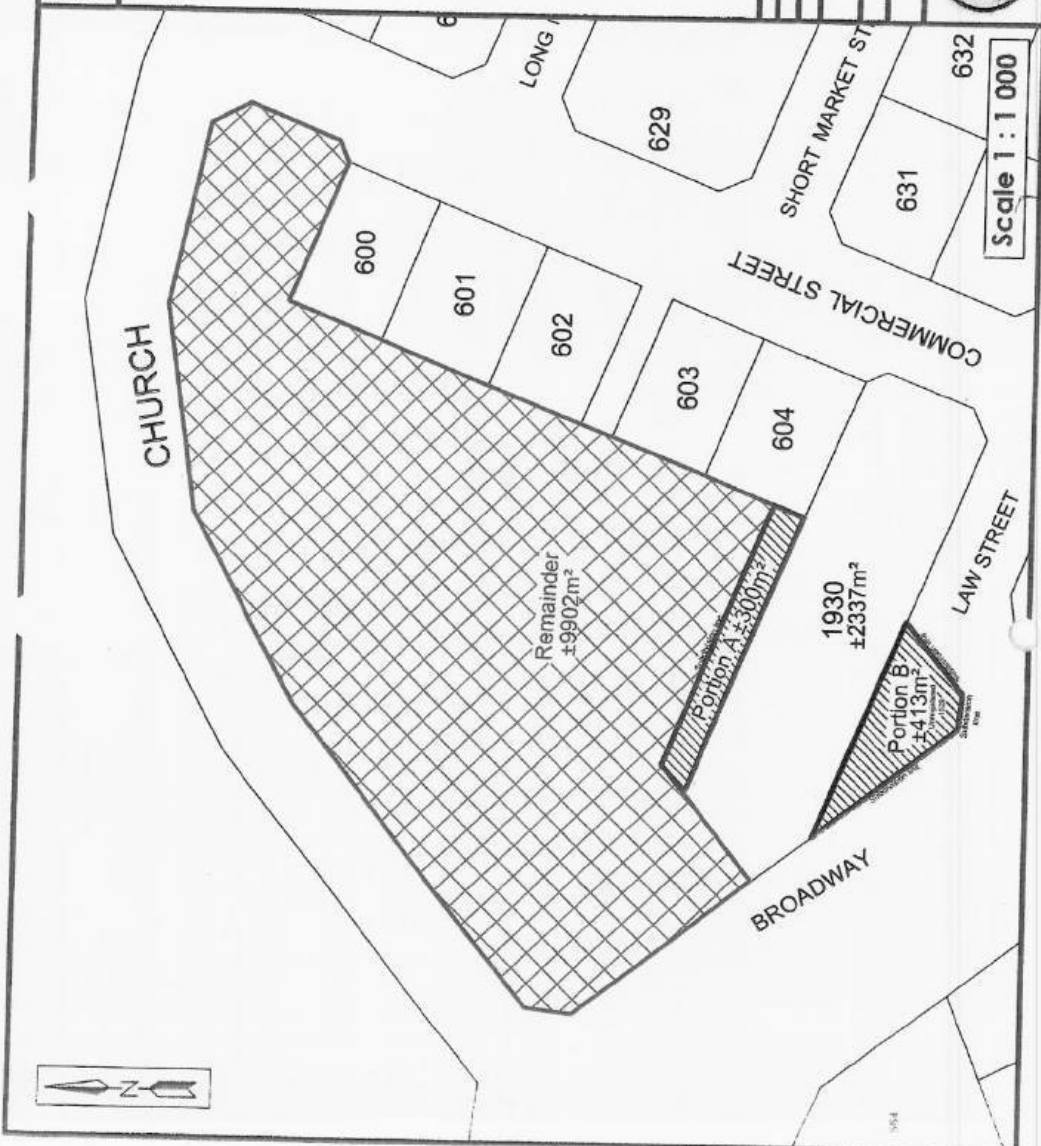 LONG
629
SHORT MARKET ST
632
631
Scale 1 : 1 000
CHURCH
600
601
602
603
604
COMMERCIAL STREET
Remainder
±9902m²
Portion A ±300m²
1930
±2337m²
LAW STREET
Portion B
±413m²
BROADWAY
N